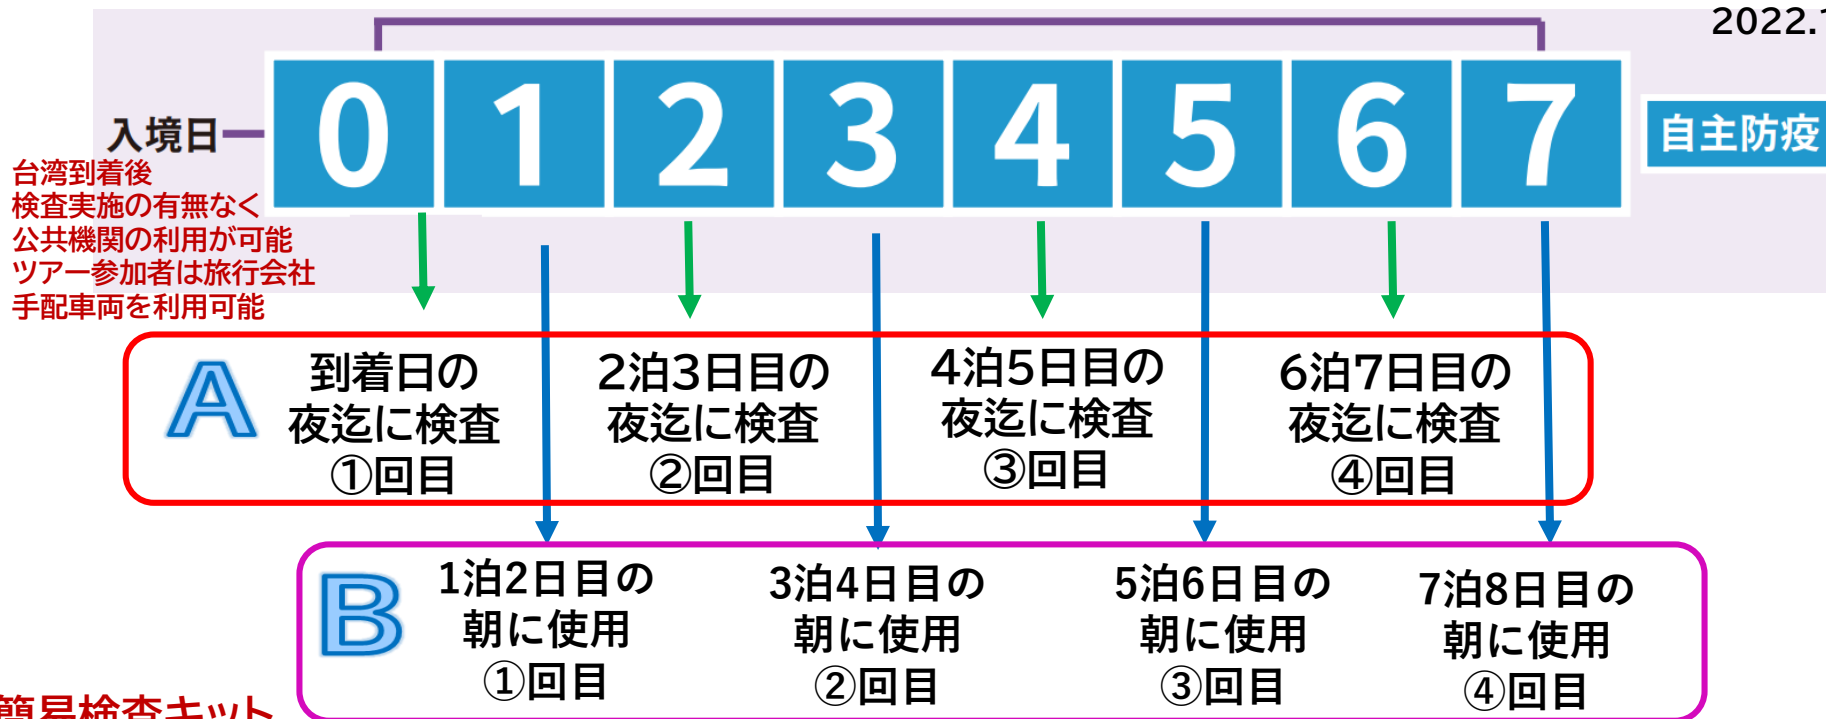 2022.
入境日
0 1 2 3 4 5 6 7
自主防疫
台湾到着後
検査実施の有無なく
公共機関の利用が可能
ツアー参加者は旅行会社
手配車両を利用可能
A
到着日の
夜迄に検査
①回目
2泊3日目の
夜迄に検査
②回目
4泊5日目の
夜迄に検査
③回目
6泊7日目の
夜迄に検査
④回目
B
1泊2日目の
朝に使用
①回目
3泊4日目の
朝に使用
②回目
5泊6日目の
朝に使用
③回目
7泊8日目の
朝に使用
④回目
簡易検査キット